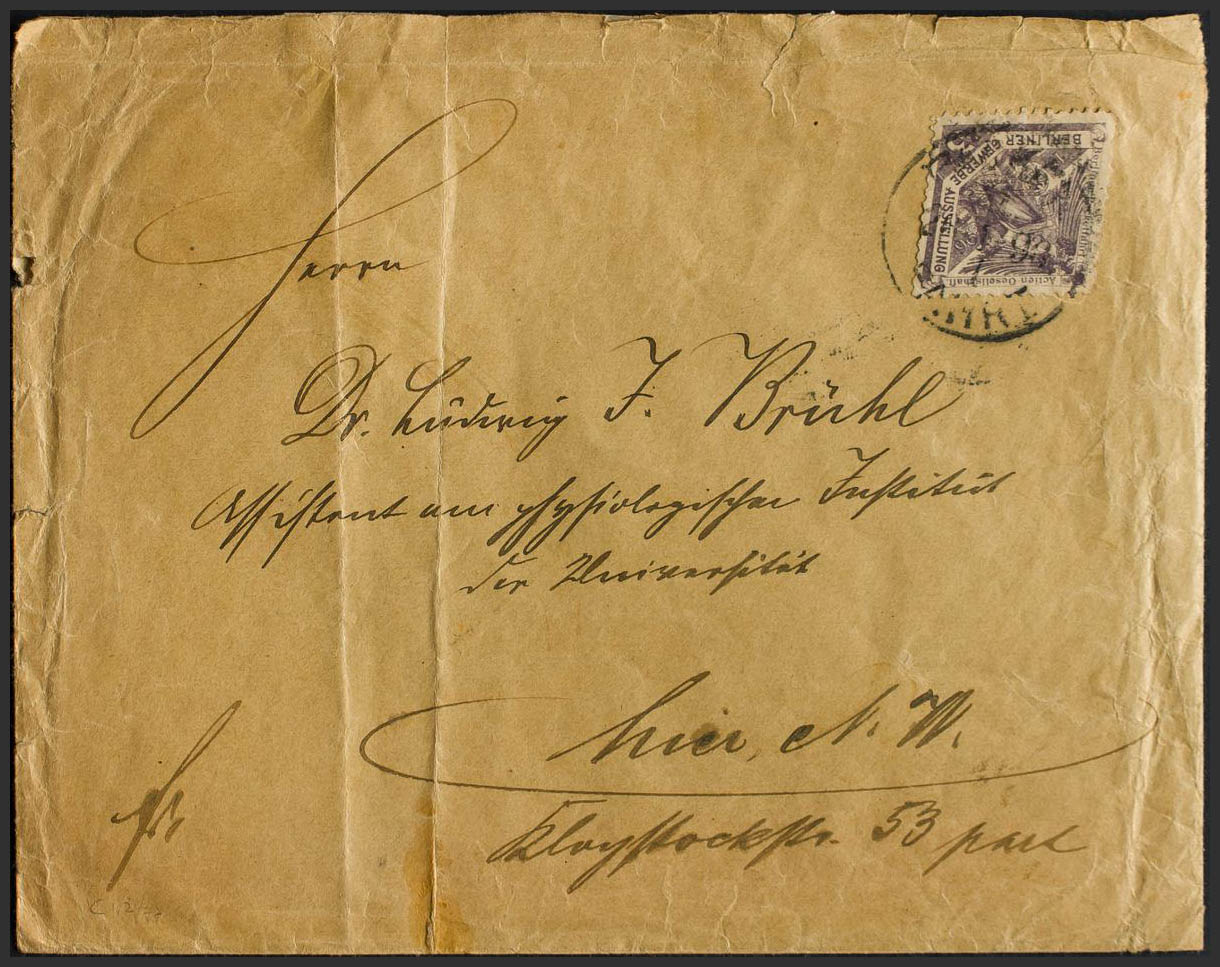 BERLINER
GEWERBE AUSSTELLUNG
Actien-Gesellschaft
Herrn
Dr. Ludwig J. Brühl
Assistent am physiologischen Institut
der Universität
hier, N. W.
Klopstockstr. 53 part
fr.